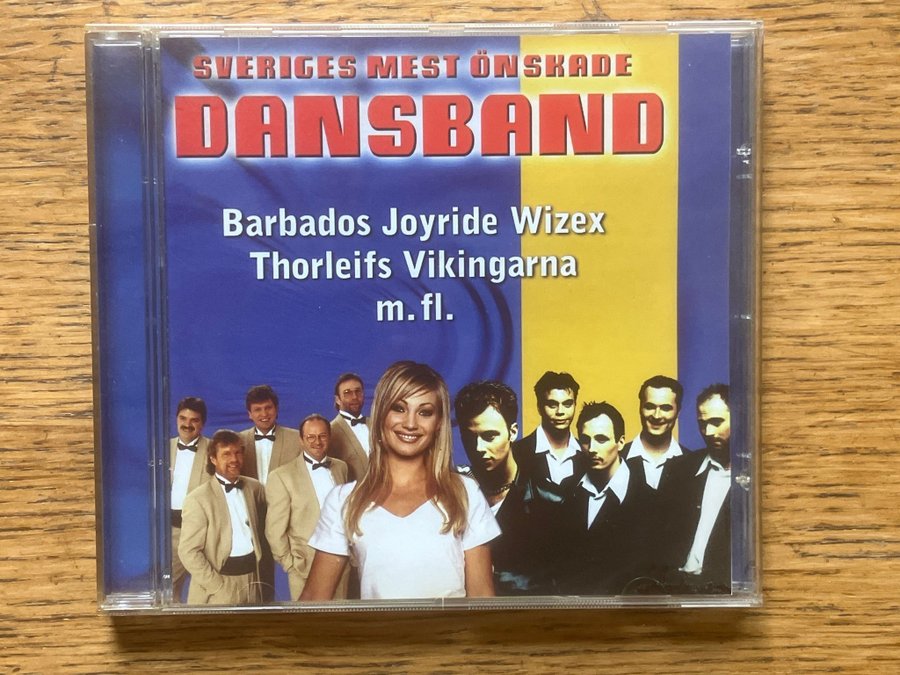 SVERIGES MEST ÖNSKADE
DANSBAND
Barbados Joyride Wizex
Thorleifs Vikingarna
m. fl.